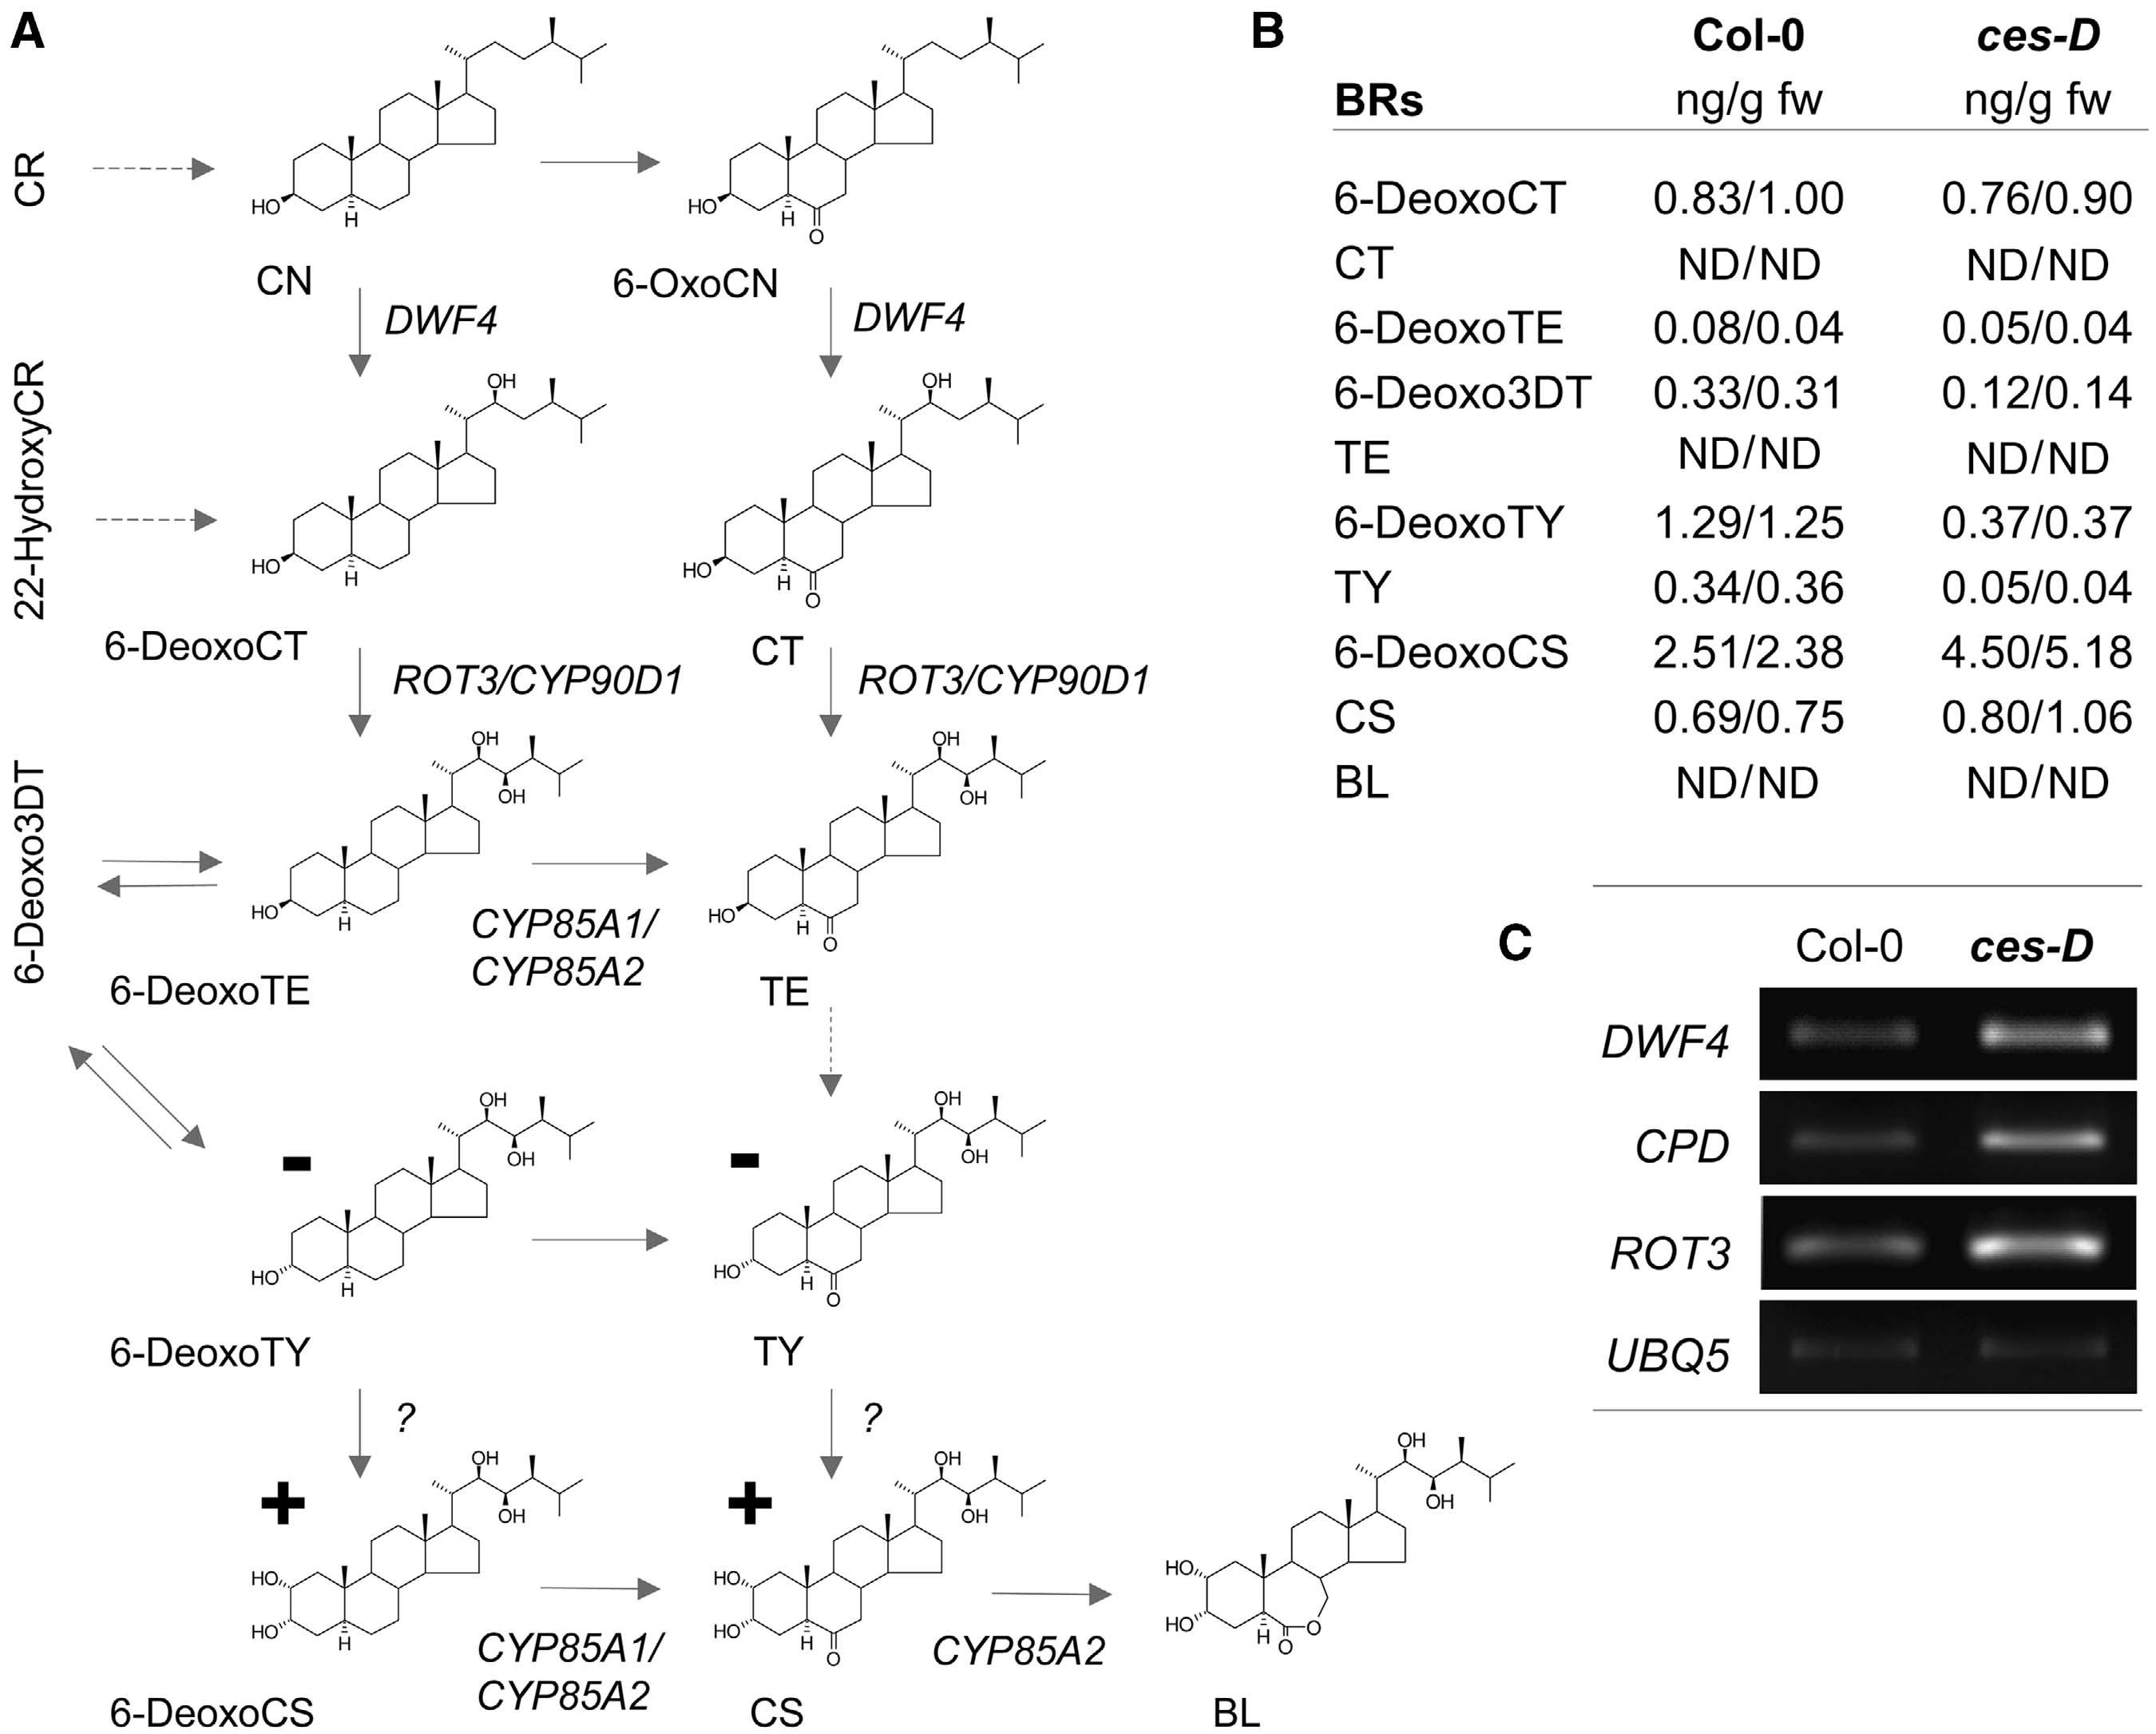 A
CR
HO
H
CN
HO
H
O
6-OxoCN
DWF4
DWF4
22-HydroxyCR
OH
HO
H
6-DeoxoCT
OH
HO
H
O
CT
ROT3/CYP90D1
ROT3/CYP90D1
6-Deoxo3DT
OH
OH
HO
H
6-DeoxoTE
CYP85A1/
CYP85A2
OH
OH
HO
H
O
TE
-
OH
OH
HO
H
6-DeoxoTY
-
OH
OH
HO
H
O
TY
?
?
+
OH
OH
HO
HO
H
6-DeoxoCS
CYP85A1/
CYP85A2
+
OH
OH
HO
HO
H
O
CS
CYP85A2
OH
OH
HO
HO
H
O
O
BL
B
Col-0 ces-D
BRs ng/g fw ng/g fw
6-DeoxoCT 0.83/1.00 0.76/0.90
CT ND/ND ND/ND
6-DeoxoTE 0.08/0.04 0.05/0.04
6-Deoxo3DT 0.33/0.31 0.12/0.14
TE ND/ND ND/ND
6-DeoxoTY 1.29/1.25 0.37/0.37
TY 0.34/0.36 0.05/0.04
6-DeoxoCS 2.51/2.38 4.50/5.18
CS 0.69/0.75 0.80/1.06
BL ND/ND ND/ND
C
Col-0 ces-D
DWF4
CPD
ROT3
UBQ5